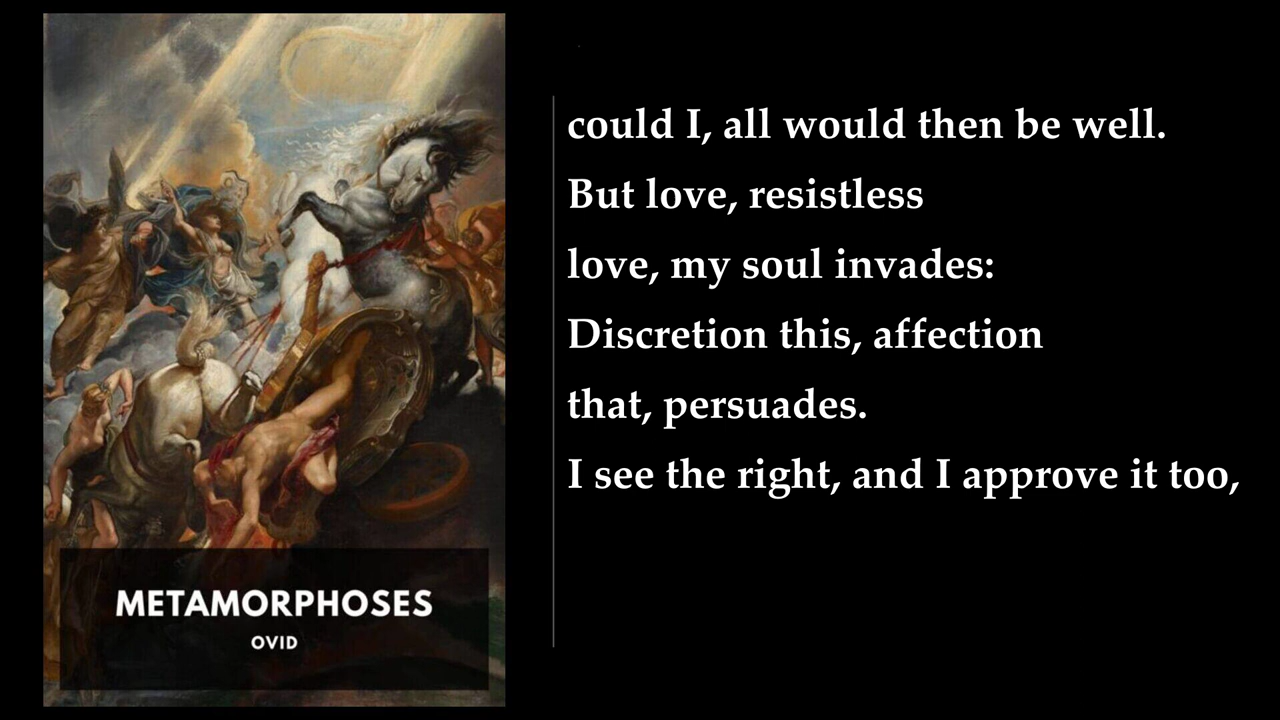 METAMORPHOSES
OVID
could I, all would then be well.
But love, resistless
love, my soul invades:
Discretion this, affection
that, persuades.
I see the right, and I approve it too,